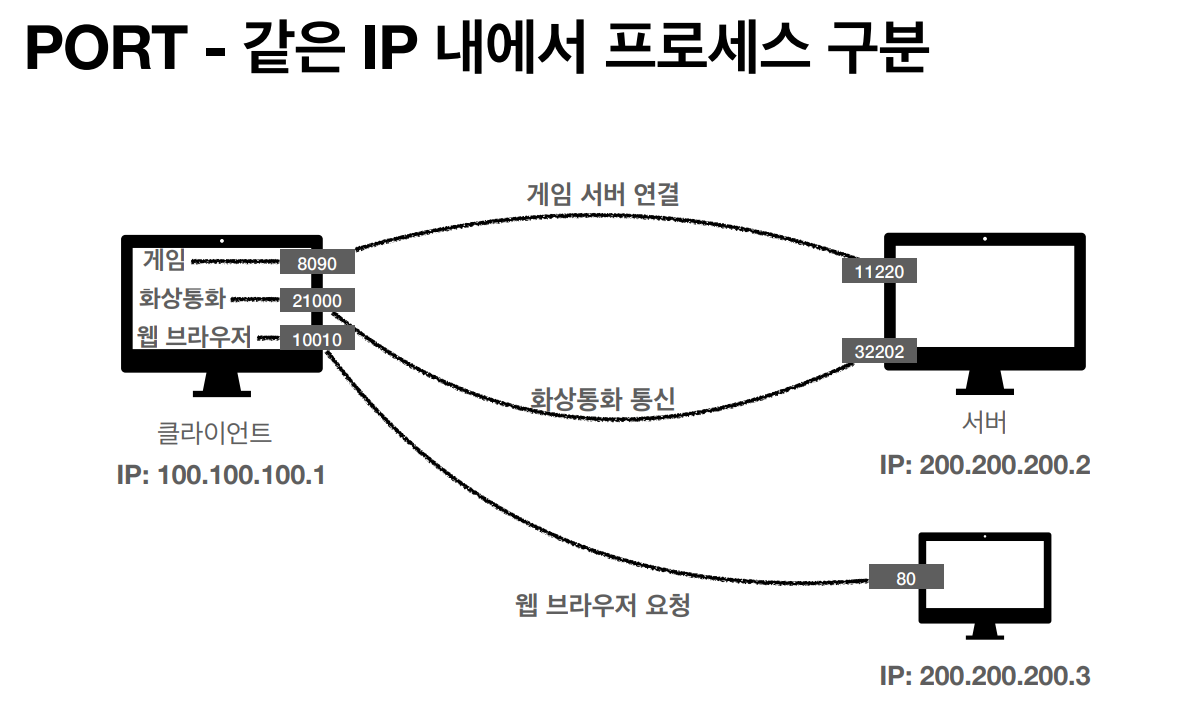 PORT - 같은 IP 내에서 프로세스 구분
게임 서버 연결
게임
8090
화상통화
21000
웹 브라우저
10010
11220
32202
화상통화 통신
클라이언트
IP: 100.100.100.1
서버
IP: 200.200.200.2
80
웹 브라우저 요청
IP: 200.200.200.3